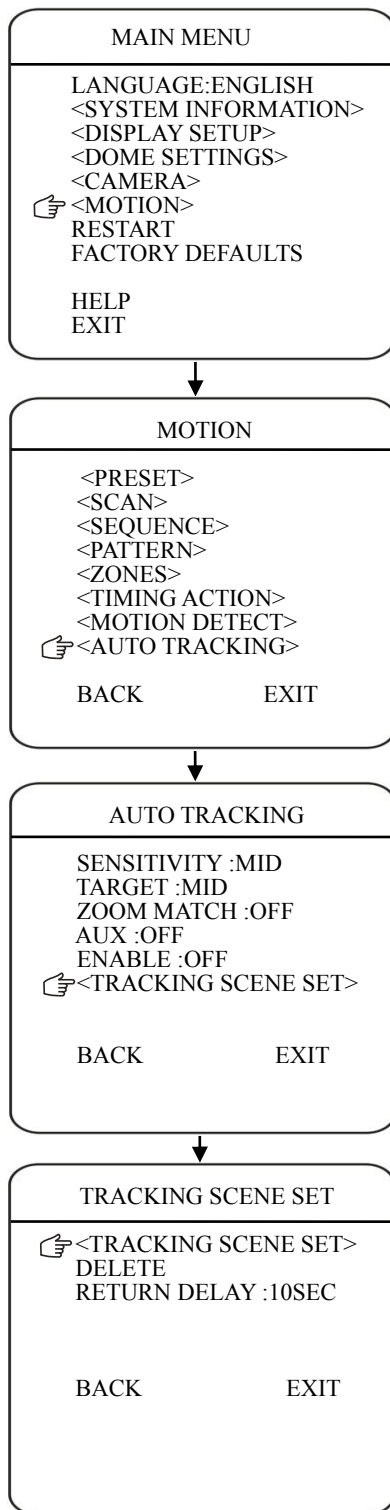 MAIN MENU
LANGUAGE:ENGLISH
<SYSTEM INFORMATION>
<DISPLAY SETUP>
<DOME SETTINGS>
<CAMERA>
<MOTION>
RESTART
FACTORY DEFAULTS
HELP
EXIT
MOTION
<PRESET>
<SCAN>
<SEQUENCE>
<PATTERN>
<ZONES>
<TIMING ACTION>
<MOTION DETECT>
<AUTO TRACKING>
BACK EXIT
AUTO TRACKING
SENSITIVITY :MID
TARGET :MID
ZOOM MATCH :OFF
AUX :OFF
ENABLE :OFF
<TRACKING SCENE SET>
BACK EXIT
TRACKING SCENE SET
<TRACKING SCENE SET>
DELETE
RETURN DELAY :10SEC
BACK EXIT